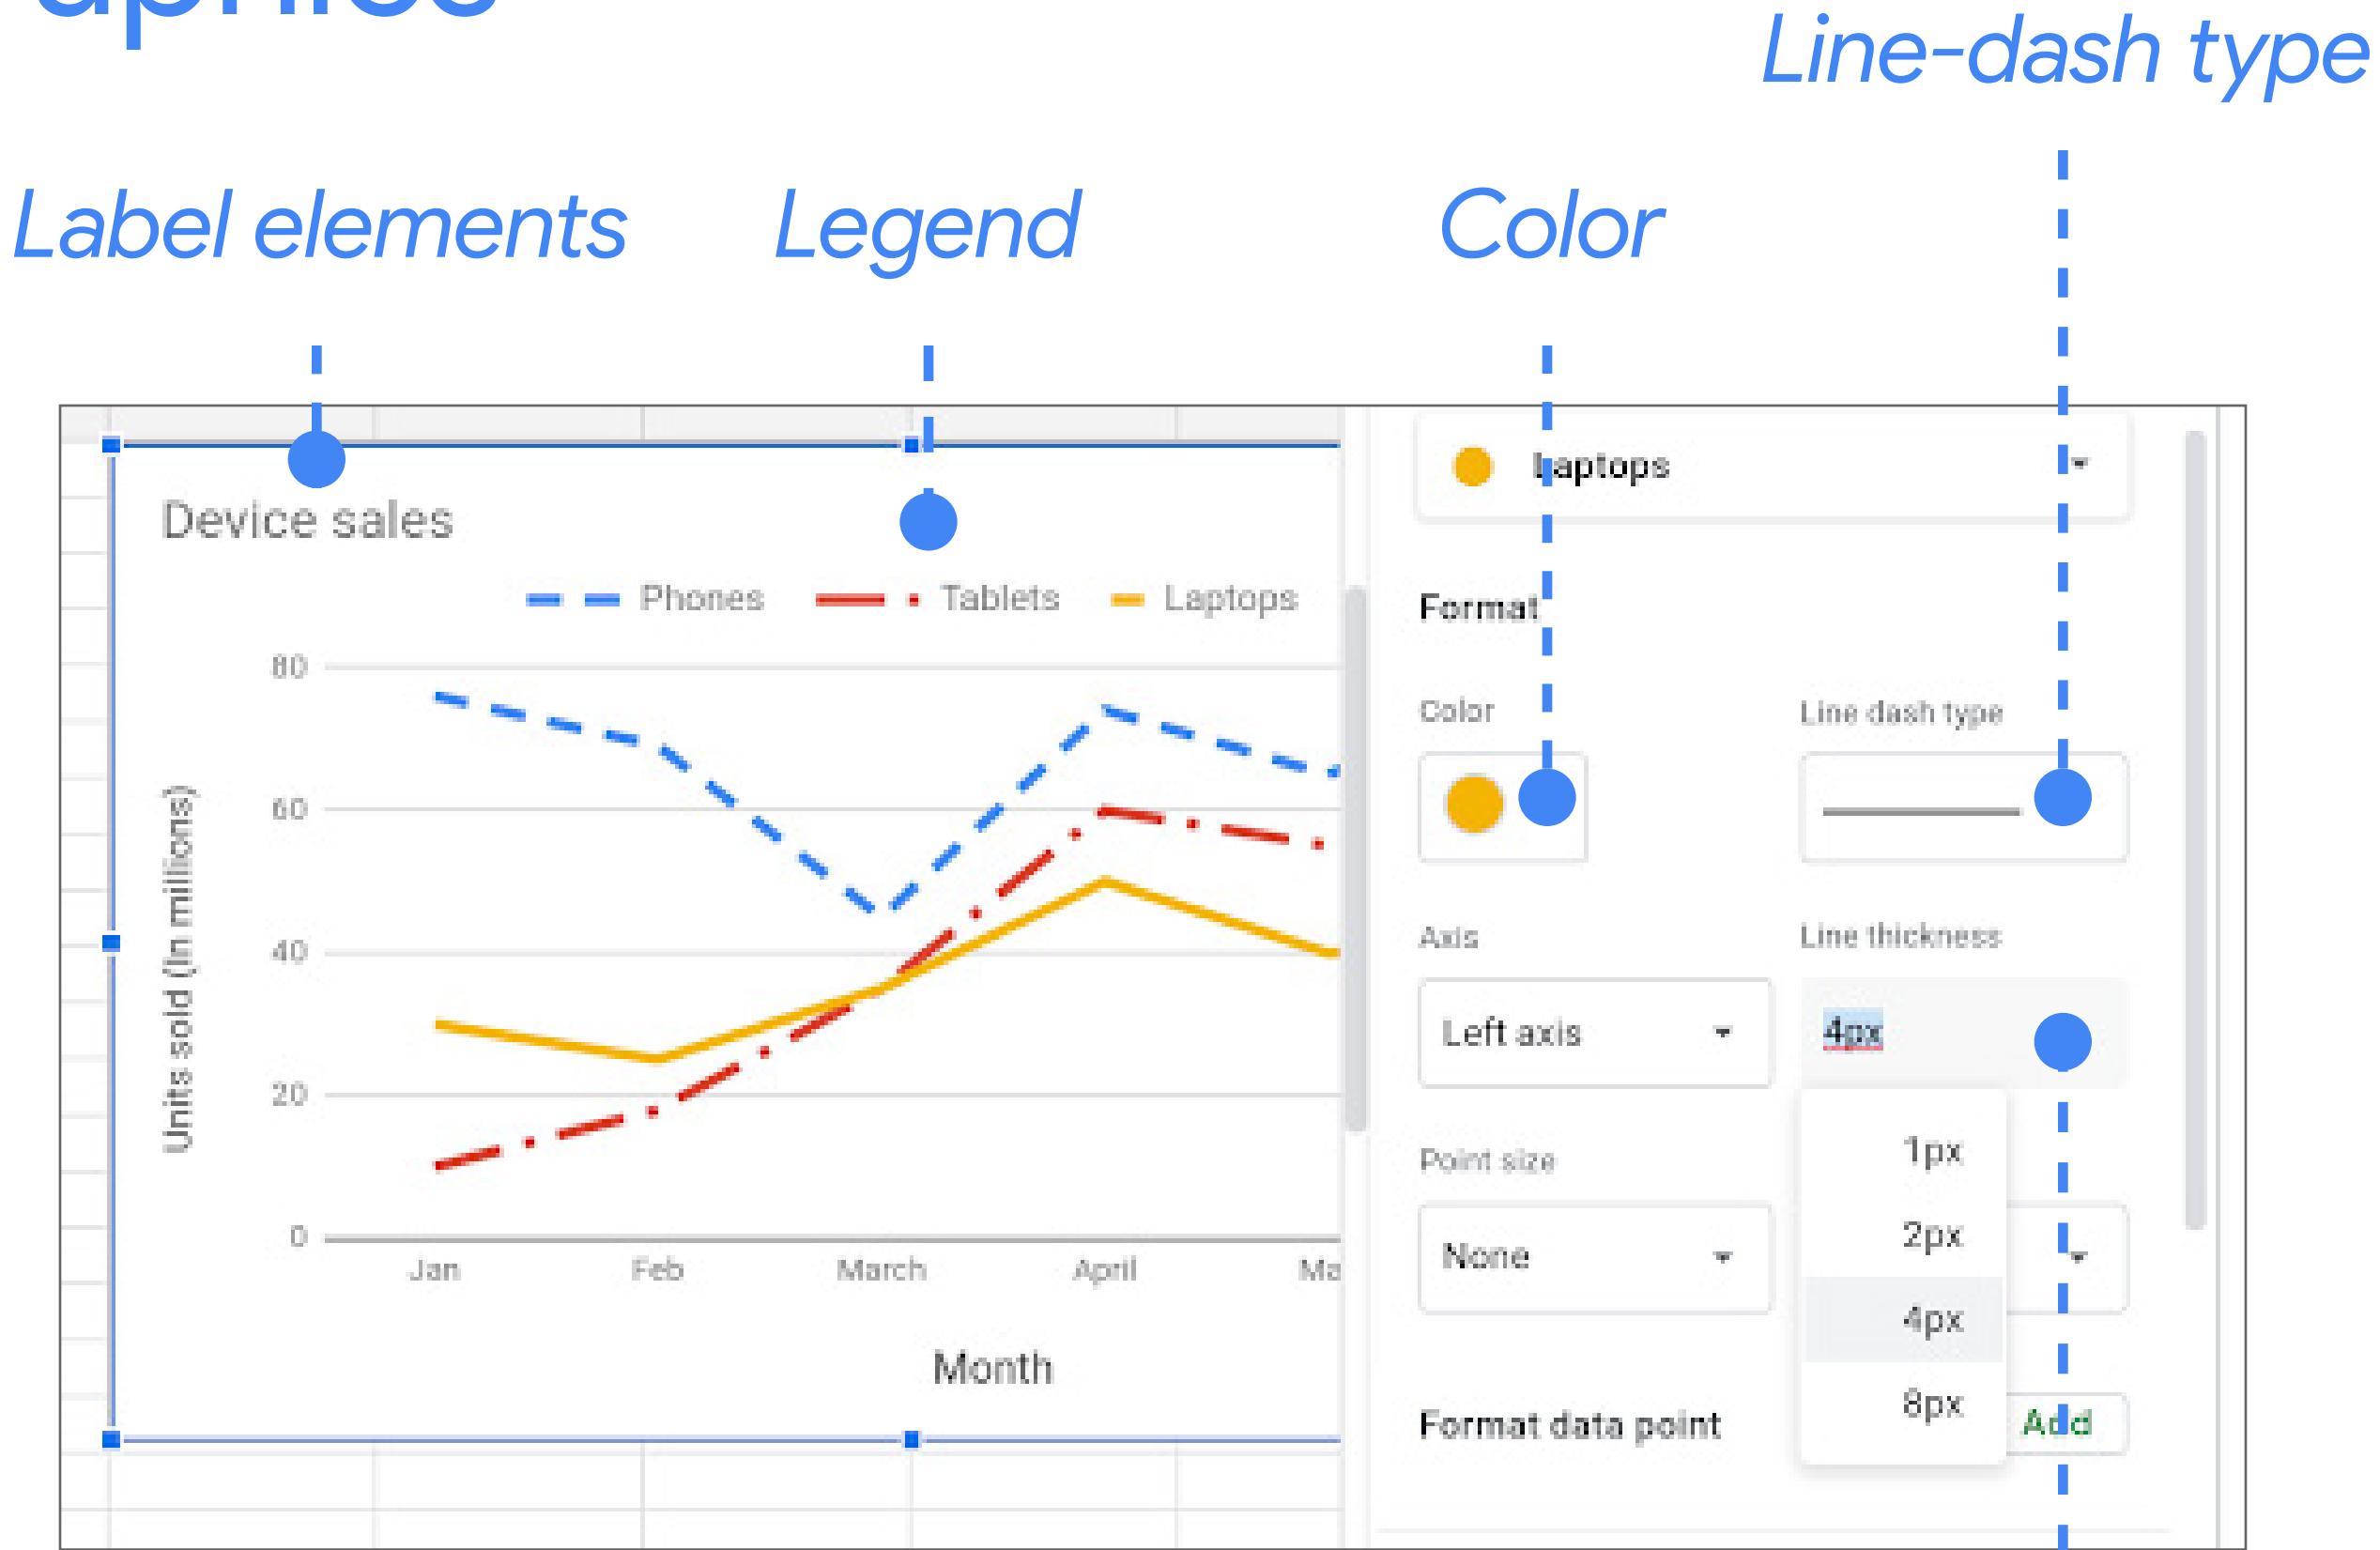 Line-dash type
Label elements
Legend
Color
Device sales
Phones
Tablets
Laptops
80
60
40
20
0
Units sold (in millions)
Jan
Feb
March
April
Month
Laptops
Format
Color
Line dash type
Axis
Line thickness
Left axis
4px
Point size
None
1px
2px
4px
8px
Format data point
Add